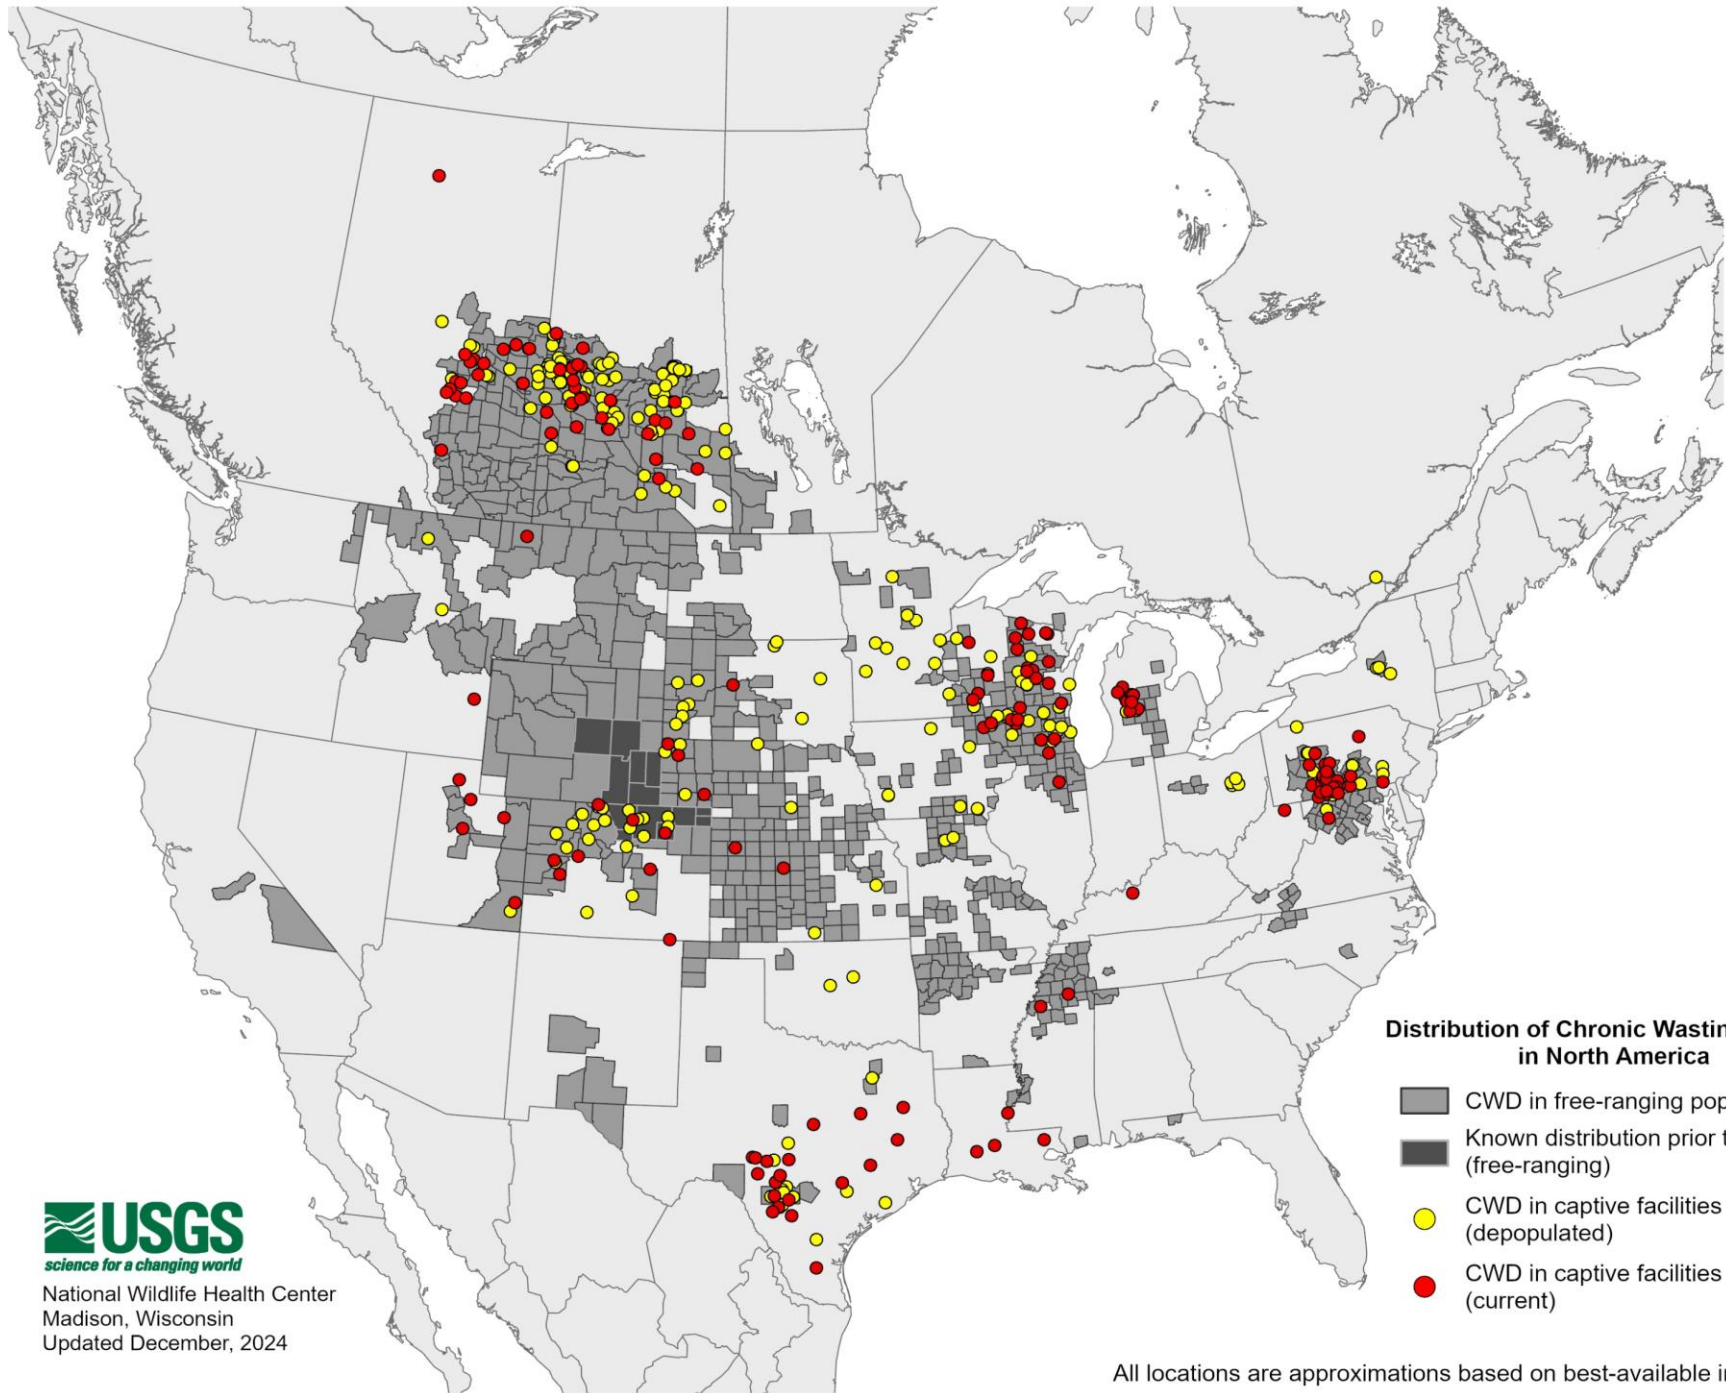 Distribution of Chronic
in North America
CWD in free-ranging
Known distribution prior
(free-ranging)
CWD in captive facilities
(depopulated)
CWD in captive facilities
(current)
USGS
science for a changing world
National Wildlife Health Center
Madison, Wisconsin
Updated December, 2024
All locations are approximations based on best-available